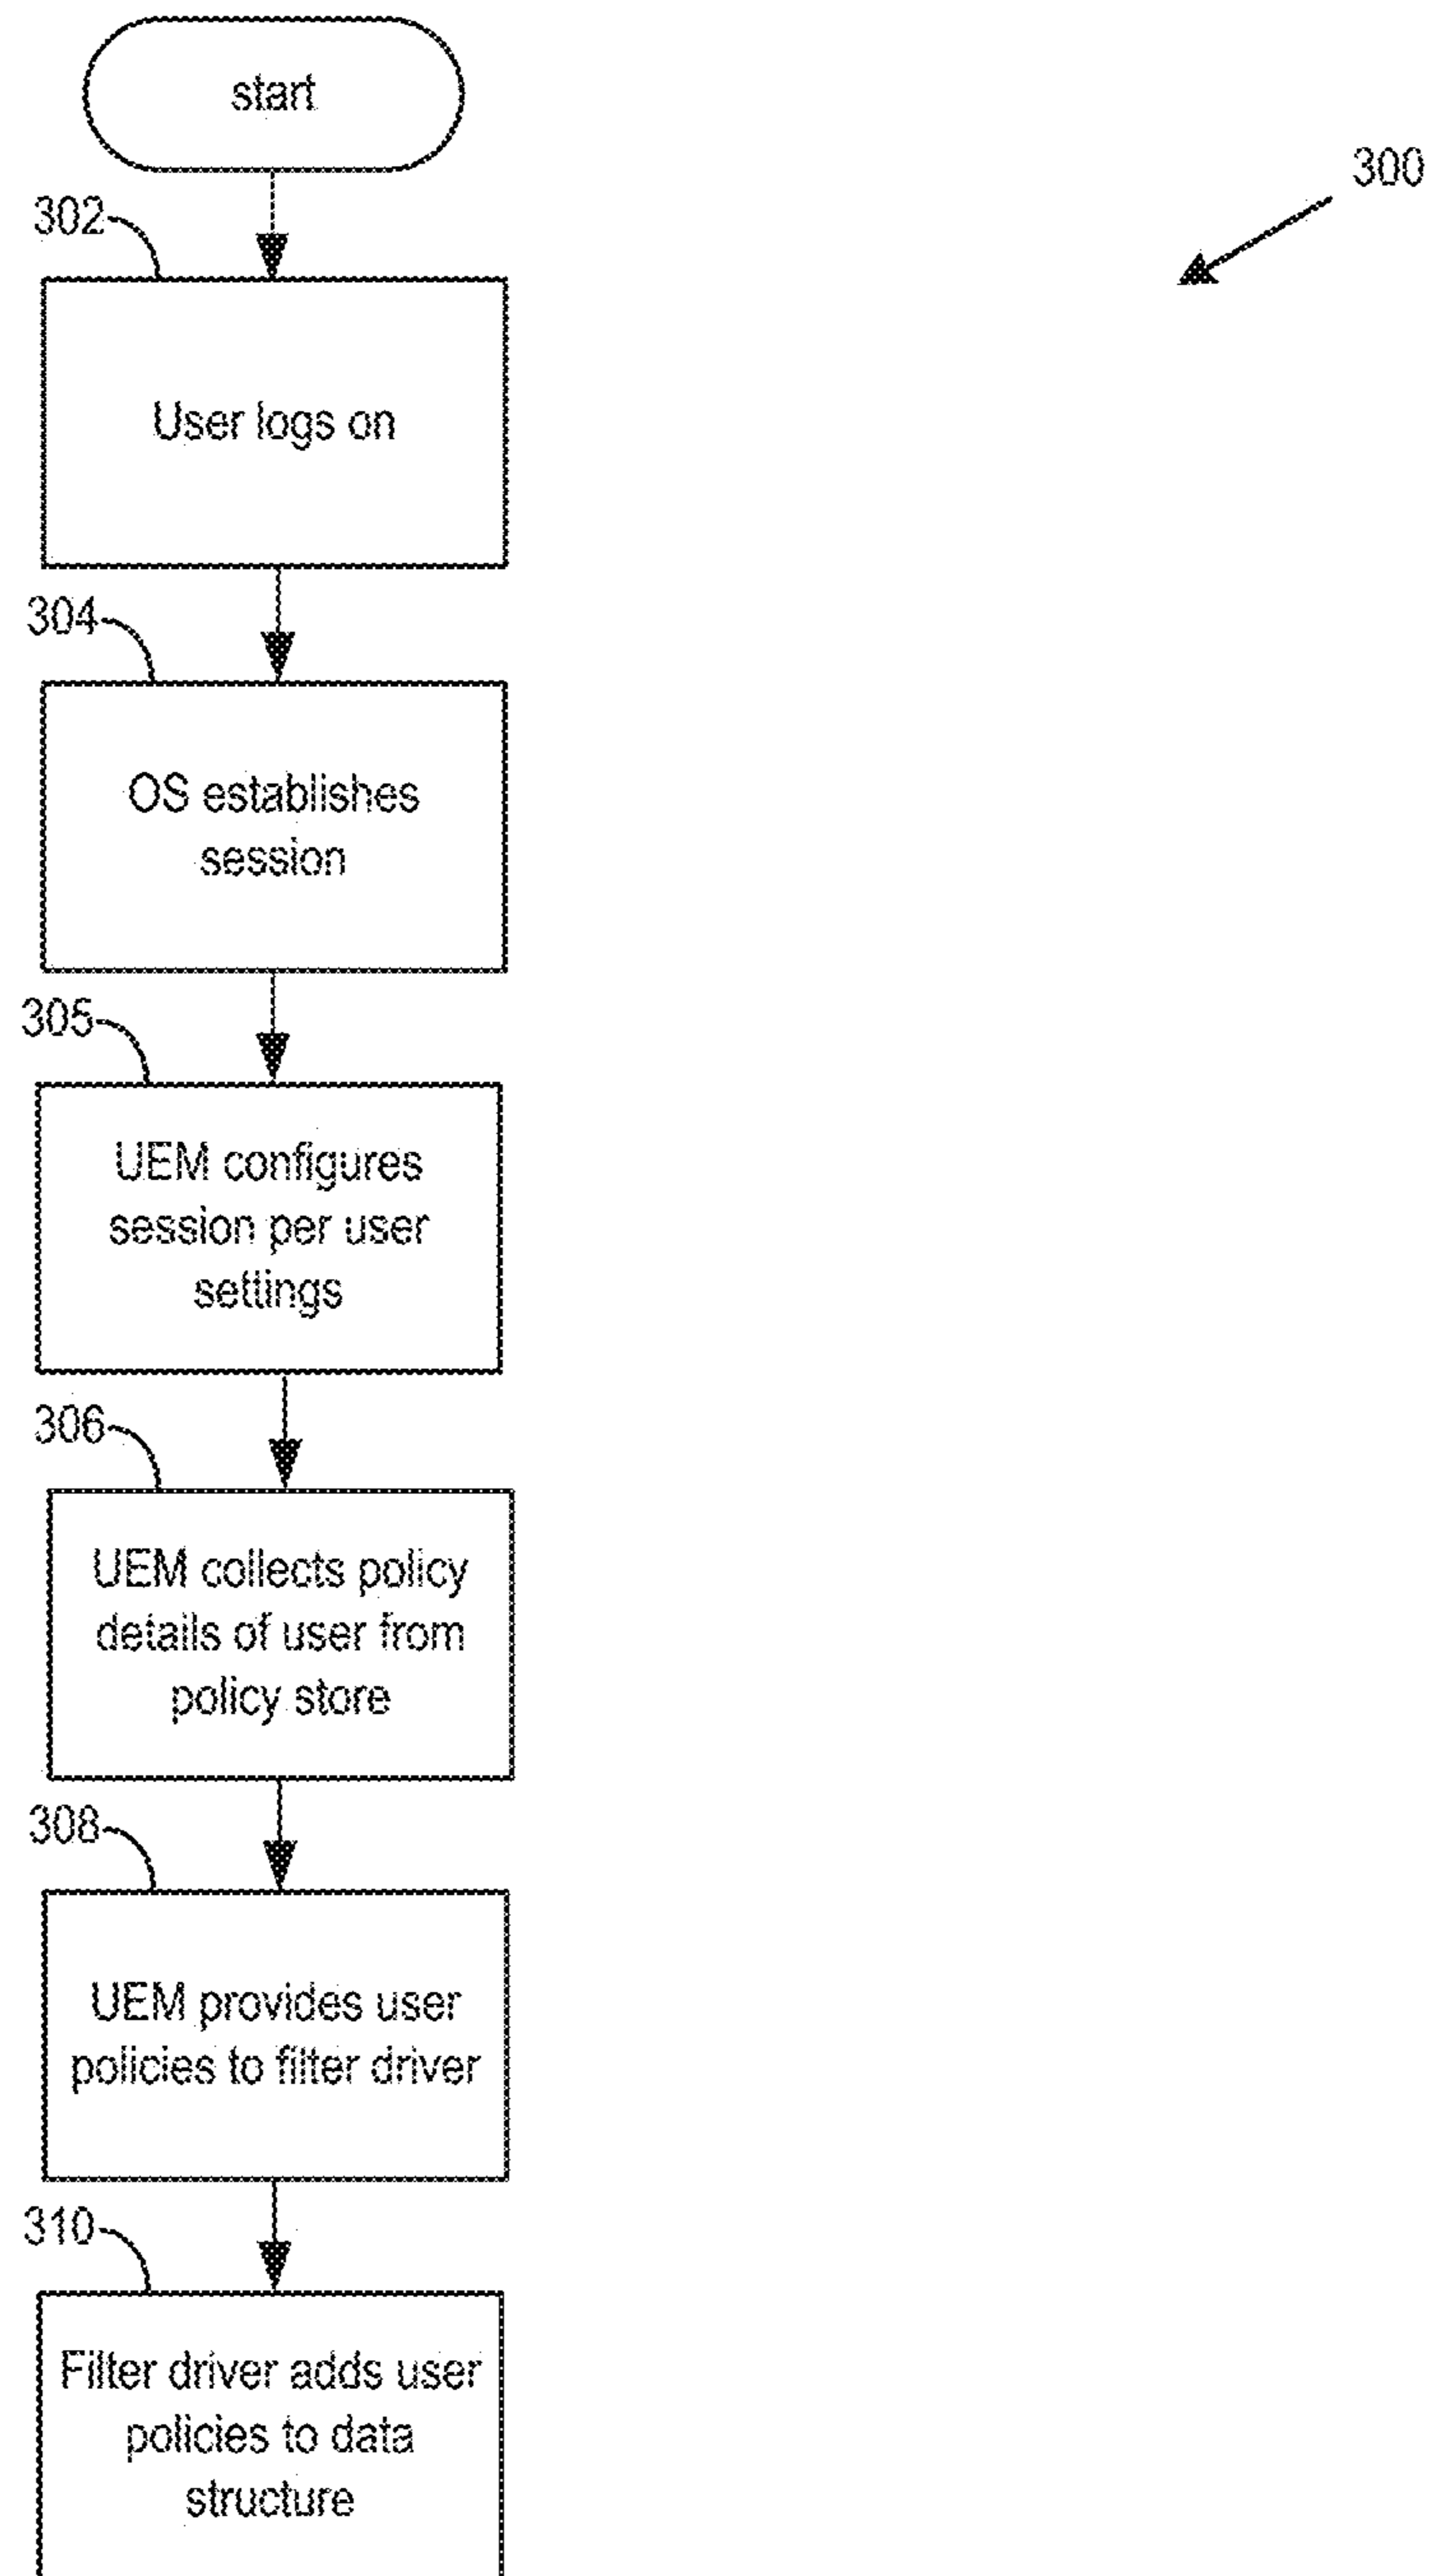 start
300
302
User logs on
304
OS establishes
session
305
UEM configures
session per user
settings
306
UEM collects policy
details of user from
policy store
308
UEM provides user
policies to filter driver
310
Filter driver adds user
policies to data
structure